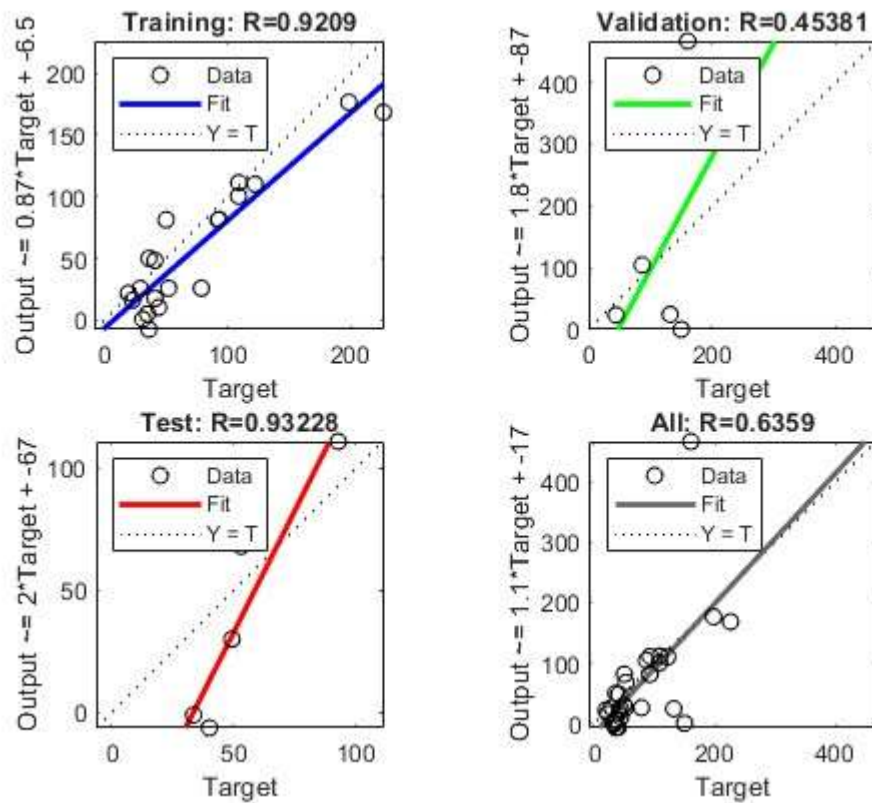 Training: R=0.9209
Output ~= 0.87*Target + -6.5
200
150
100
50
0
Data
Fit
Y = T
0
100
200
Target
Validation: R=0.45381
Output ~= 1.8*Target + -87
400
300
200
100
0
Data
Fit
Y = T
0
200
400
Target
Test: R=0.93228
Output ~= 2*Target + -67
100
50
0
Data
Fit
Y = T
0
50
100
Target
All: R=0.6359
Output ~= 1.1*Target + -17
400
300
200
100
0
Data
Fit
Y = T
0
200
400
Target